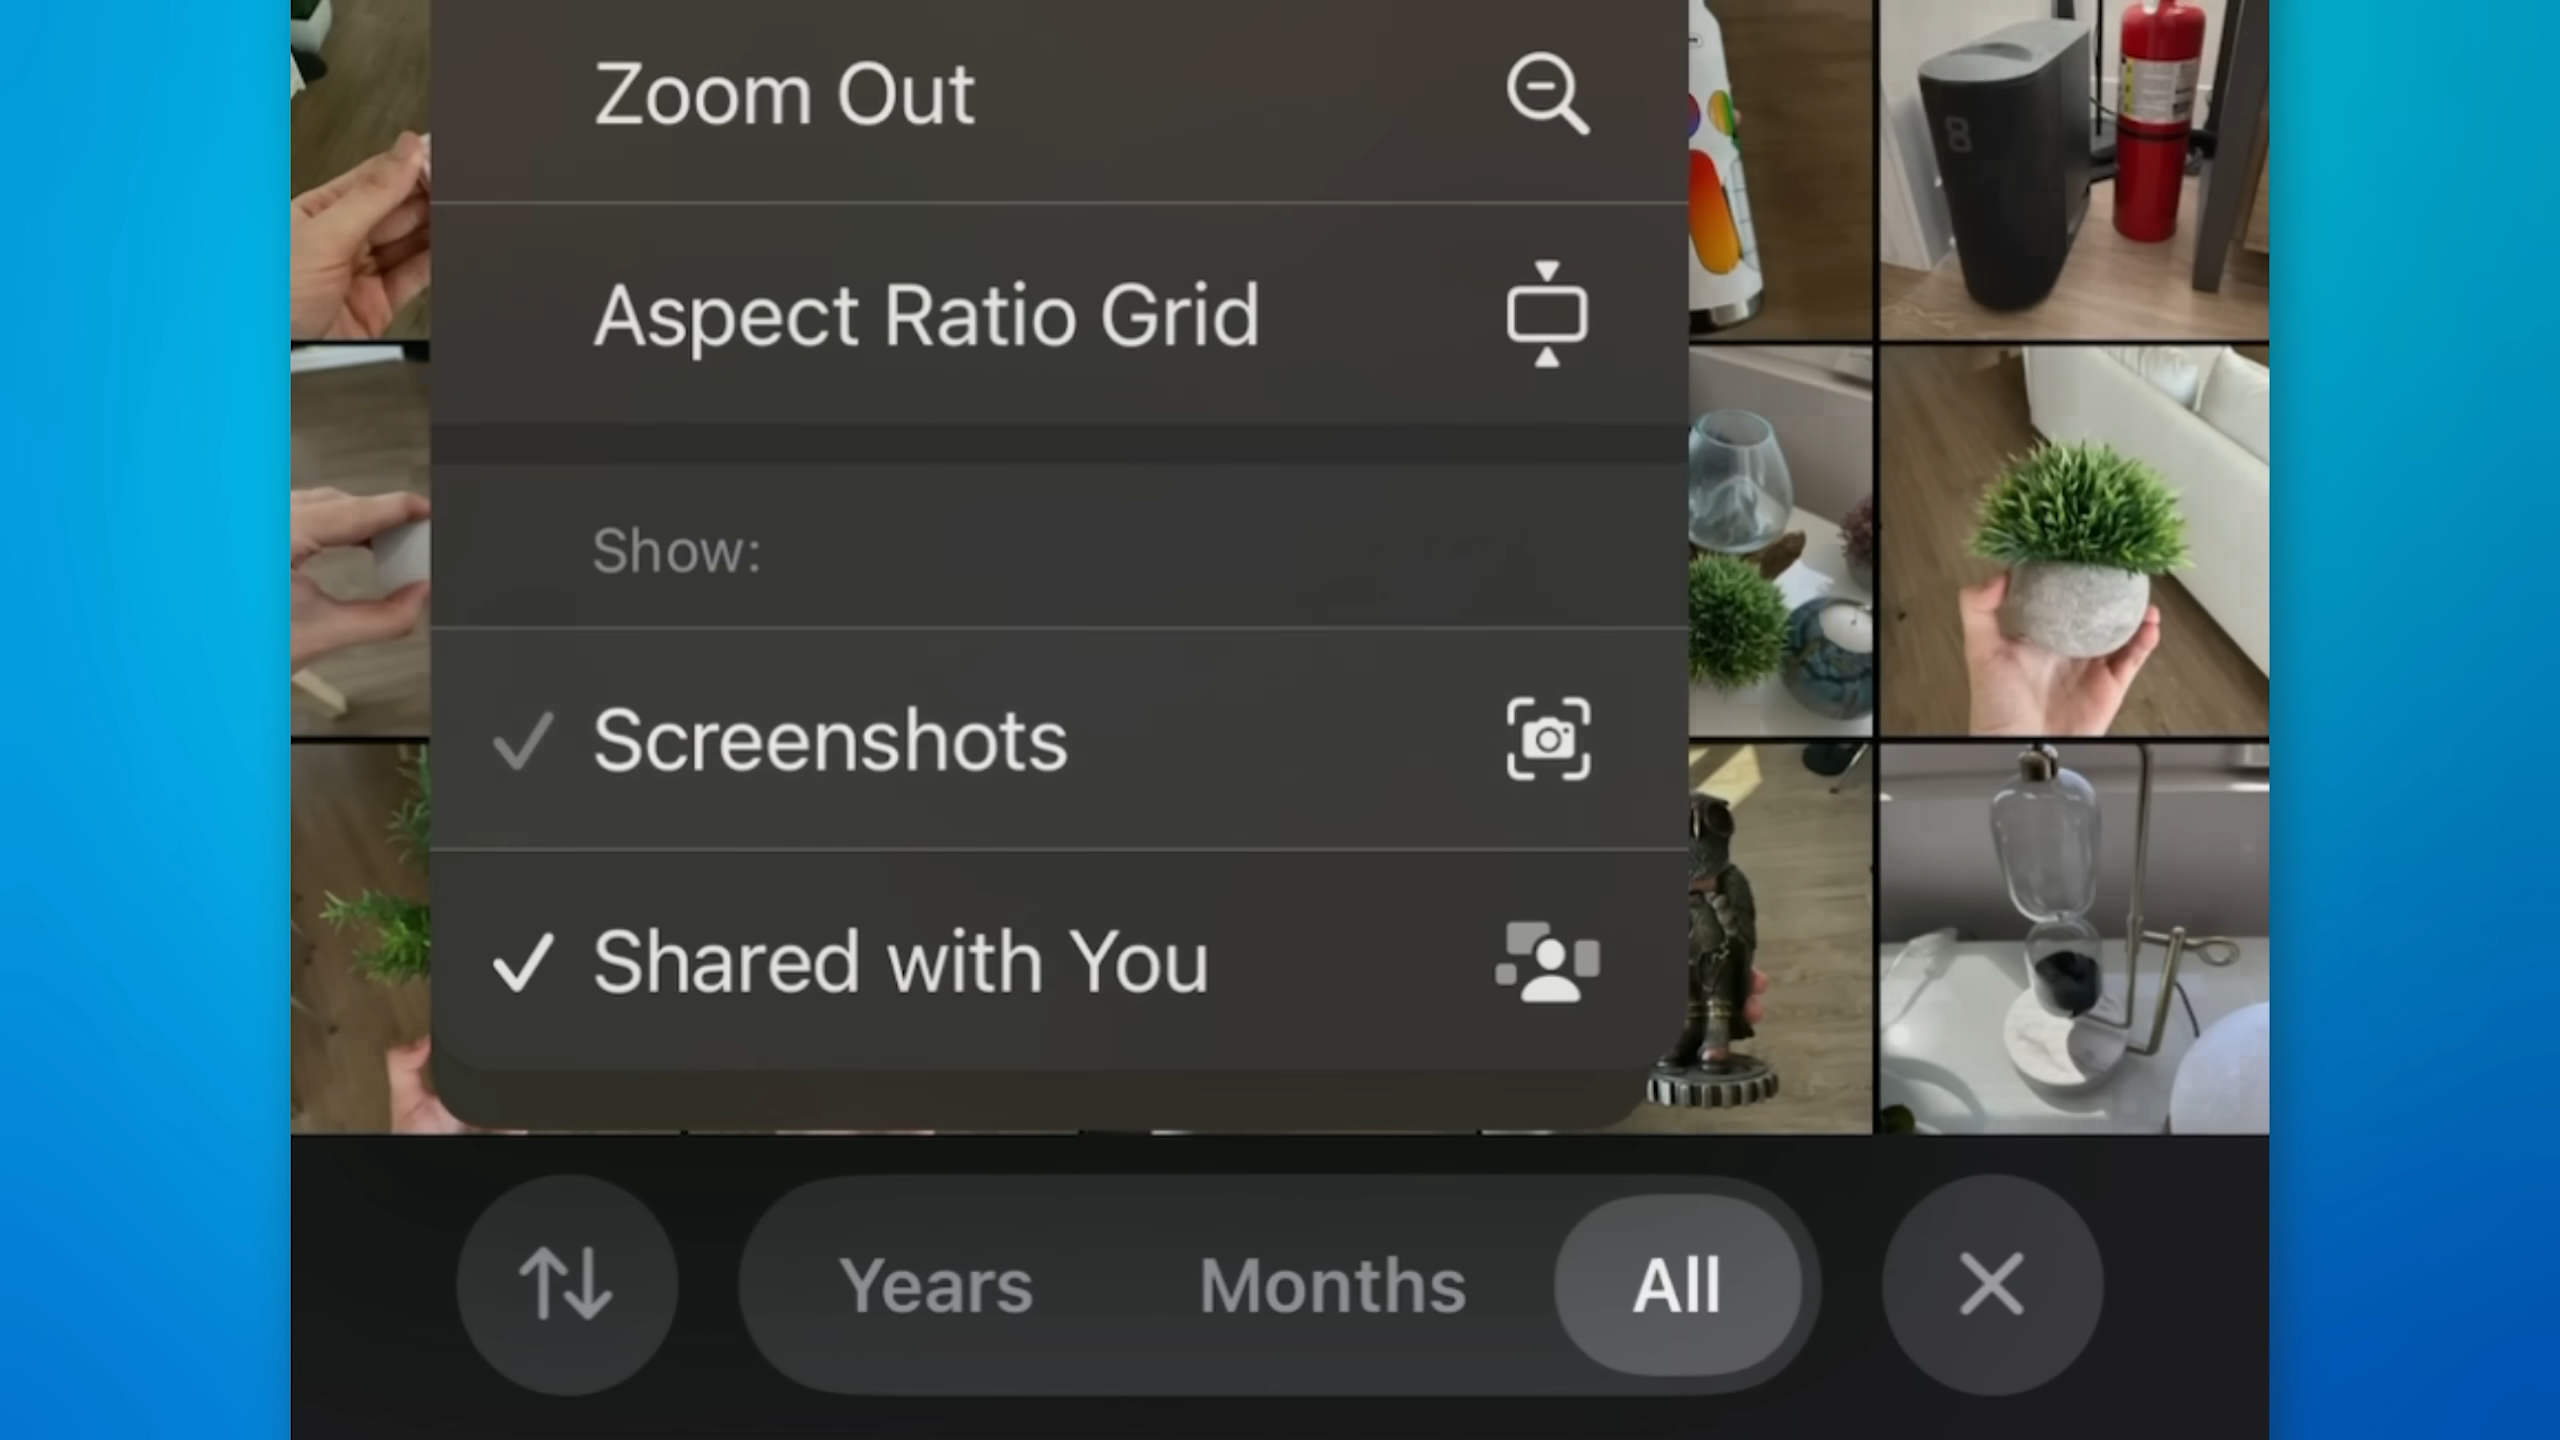 Zoom Out
Aspect Ratio Grid
Show:
Screenshots
Shared with You
Years Months All